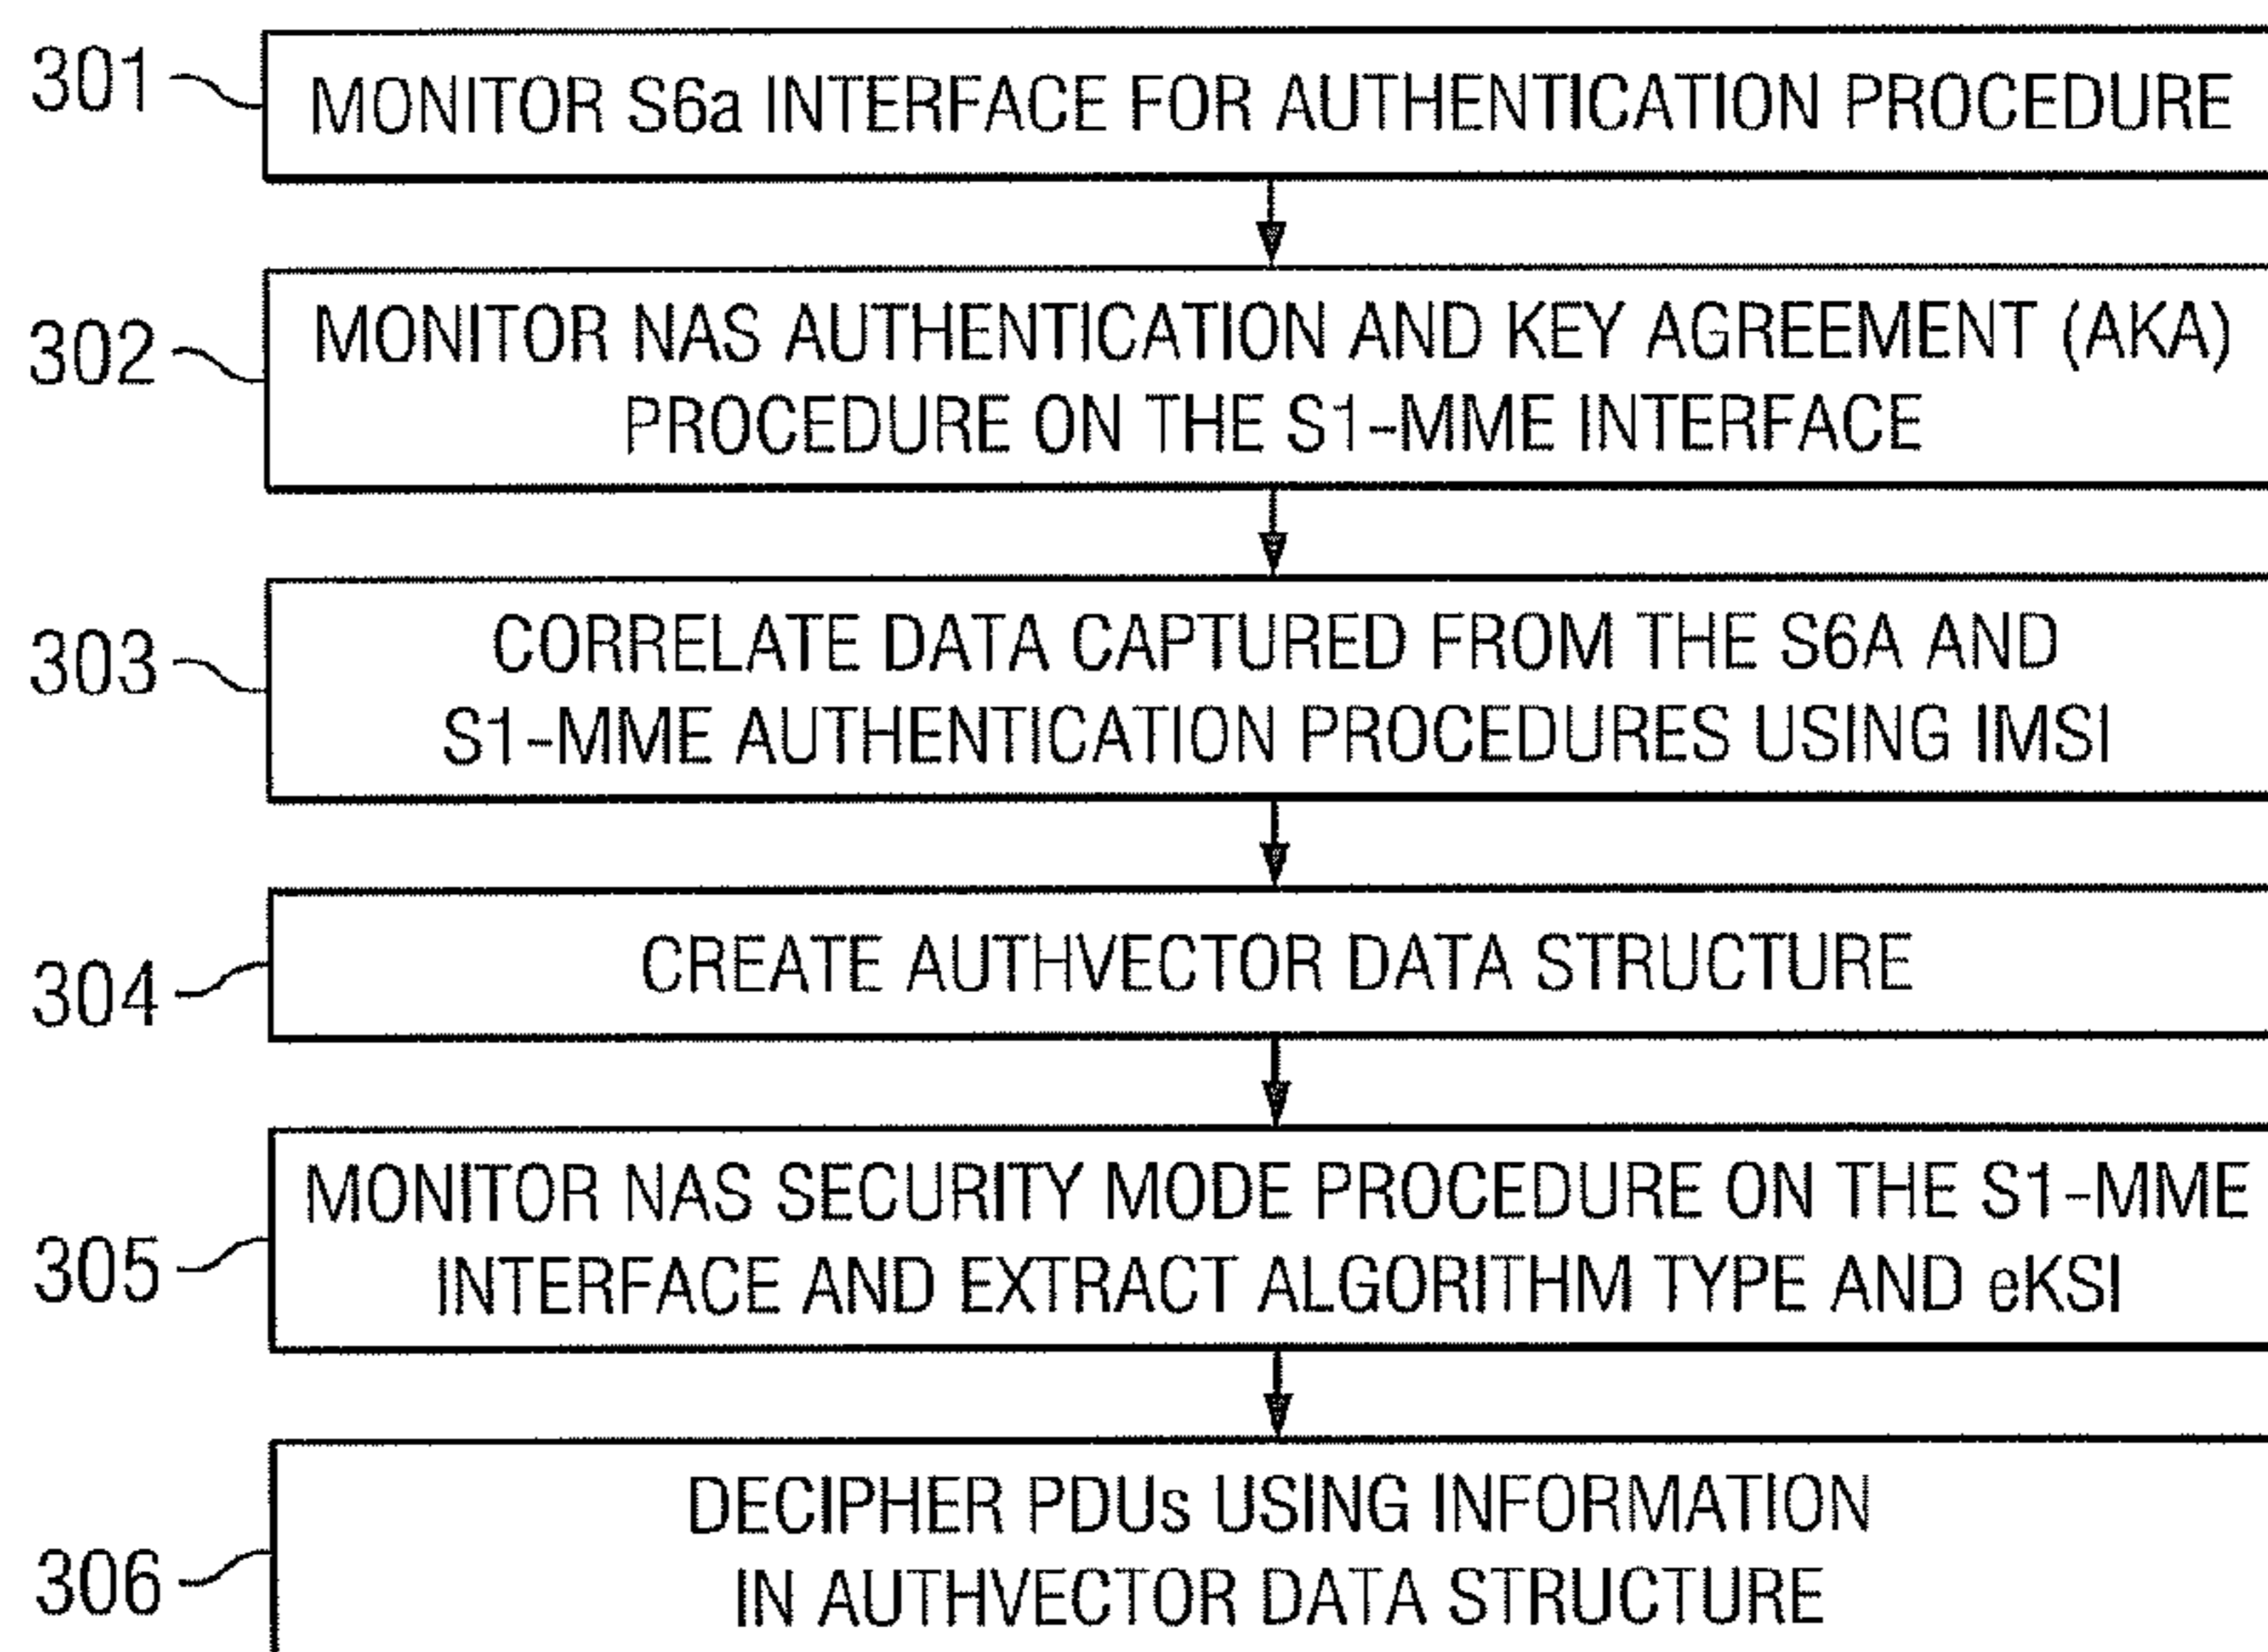 301
MONITOR S6a INTERFACE FOR AUTHENTICATION PROCEDURE
302
MONITOR NAS AUTHENTICATION AND KEY AGREEMENT (AKA)
PROCEDURE ON THE S1-MME INTERFACE
303
CORRELATE DATA CAPTURED FROM THE S6A AND
S1-MME AUTHENTICATION PROCEDURES USING IMSI
304
CREATE AUTHVECTOR DATA STRUCTURE
305
MONITOR NAS SECURITY MODE PROCEDURE ON THE S1-MME
INTERFACE AND EXTRACT ALGORITHM TYPE AND eKSI
306
DECIPHER PDUs USING INFORMATION
IN AUTHVECTOR DATA STRUCTURE